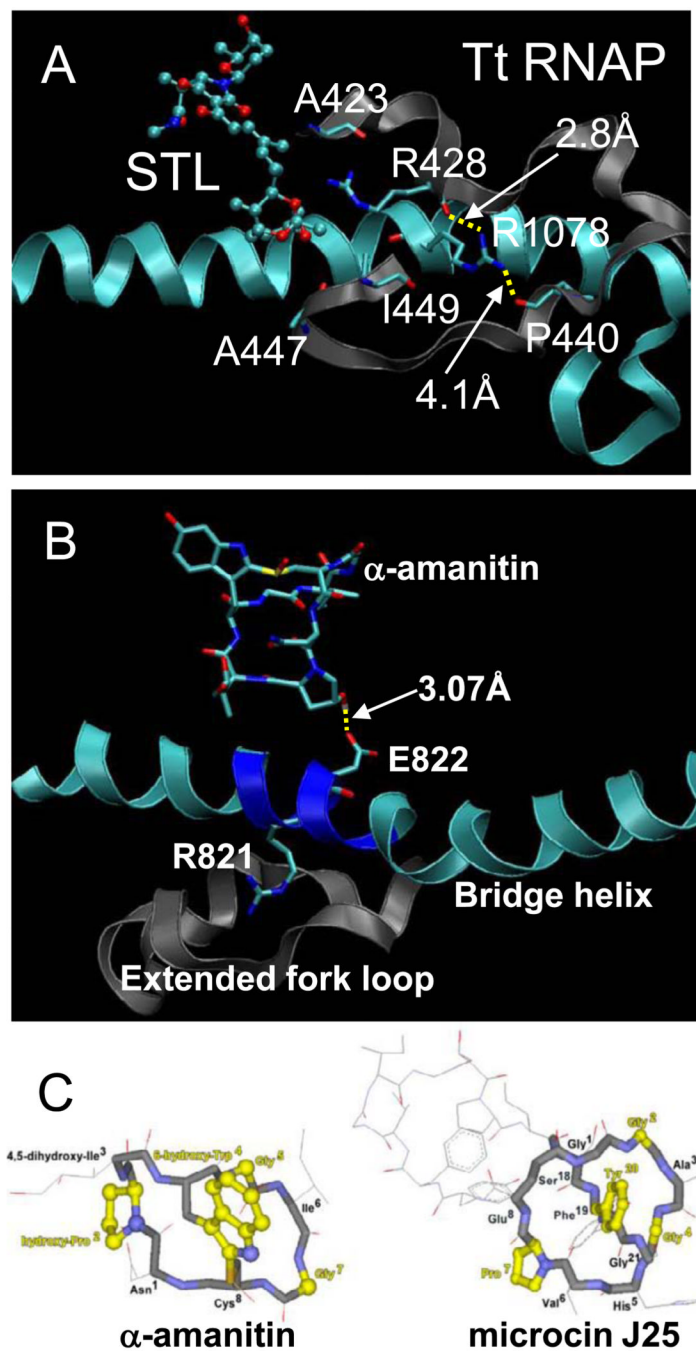 A
Tt RNAP
A423
2.8Å
STL
R428
R1078
I449
A447
P440
4.1Å
B
α-amanitin
3.07Å
E822
R821
Bridge helix
Extended fork loop
C
4,5-dihydroxy-Ile3
6-hydroxy-Trp 4
Gly 5
Ile6
hydroxy-Pro 2
Asn1
Cys8
Gly 7
α-amanitin
Gly1
Gly 2
Ala3
Ser18
Tyr 20
Glu8
Phe19
Gly 4
Gly21
Pro 7
Val6
His5
microcin J25